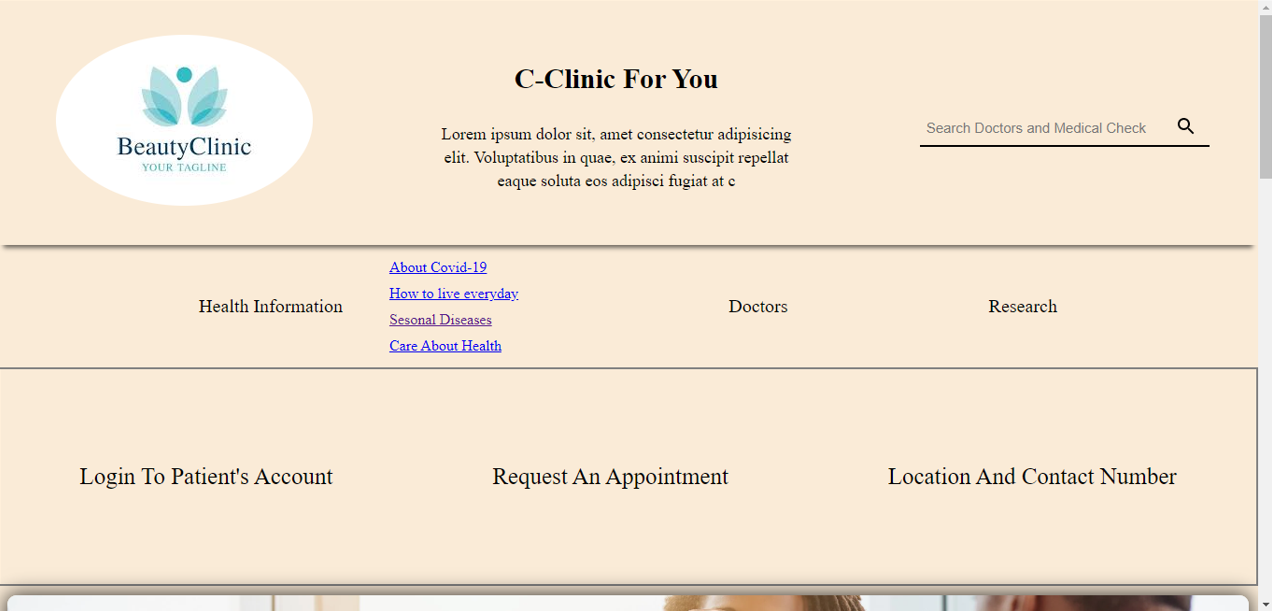 BeautyClinic
YOUR TAGLINE
C-Clinic For You
Lorem ipsum dolor sit, amet consectetur adipisicing
elit. Voluptatibus in quae, ex animi suscipit repellat
eaque soluta eos adipisci fugiat at c
Search Doctors and Medical Check
Health Information
About Covid-19
How to live everyday
Sesonal Diseases
Care About Health
Doctors
Research
Login To Patient's Account
Request An Appointment
Location And Contact Number